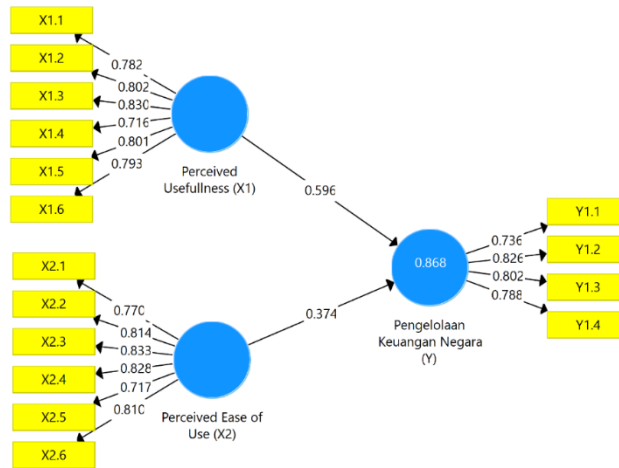 X1.1
X1.2
X1.3
X1.4
X1.5
X1.6
0.782
0.802
0.830
0.716
0.801
0.793
Perceived
Usefullness (X1)
0.596
X2.1
X2.2
X2.3
X2.4
X2.5
X2.6
0.770
0.814
0.833
0.828
0.717
0.810
Perceived Ease of
Use (X2)
0.374
0.868
Pengelolaan
Keuangan Negara
(Y)
0.736
0.826
0.802
0.788
Y1.1
Y1.2
Y1.3
Y1.4